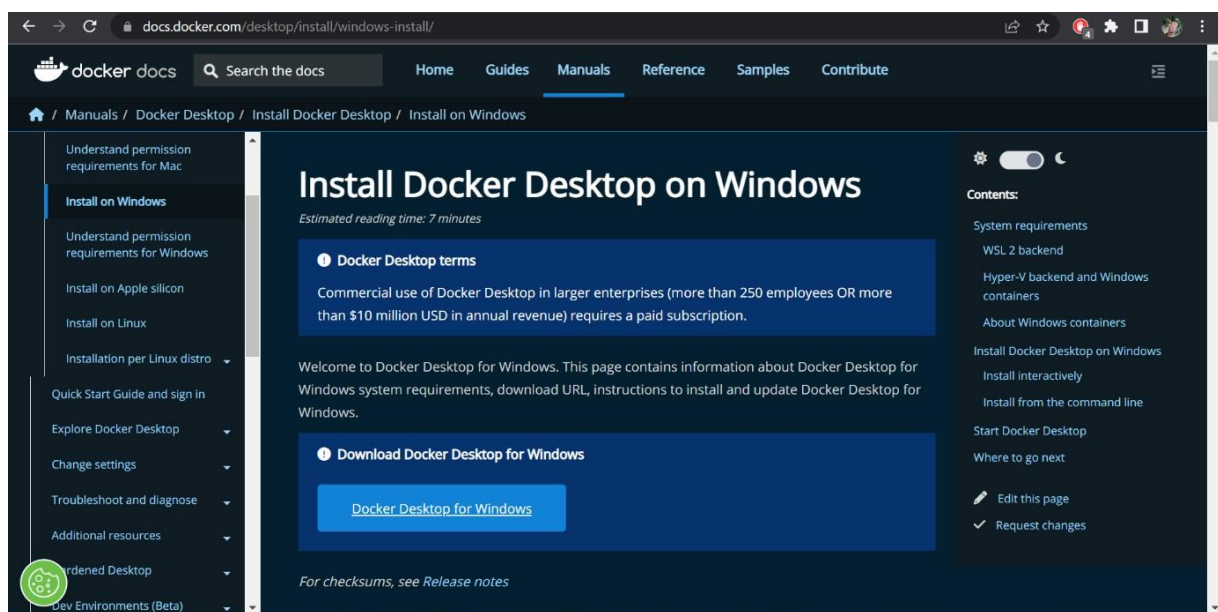 docs.docker.com/desktop/install/windows-install/
4
docker docs
Search the docs
Home
Guides
Manuals
Reference
Samples
Contribute
/ Manuals / Docker Desktop / Install Docker Desktop / Install on Windows
Understand permission
requirements for Mac
Install on Windows
Understand permission
requirements for Windows
Install on Apple silicon
Install on Linux
Installation per Linux distro
Quick Start Guide and sign in
Explore Docker Desktop
Change settings
Troubleshoot and diagnose
Additional resources
rdened Desktop
Dev Environments (Beta)
Install Docker Desktop on Windows
Estimated reading time: 7 minutes
Docker Desktop terms
Commercial use of Docker Desktop in larger enterprises (more than 250 employees OR more
than $10 million USD in annual revenue) requires a paid subscription.
Welcome to Docker Desktop for Windows. This page contains information about Docker Desktop for
Windows system requirements, download URL, instructions to install and update Docker Desktop for
Windows.
Download Docker Desktop for Windows
Docker Desktop for Windows
For checksums, see Release notes
Contents:
System requirements
WSL 2 backend
Hyper-V backend and Windows
containers
About Windows containers
Install Docker Desktop on Windows
Install interactively
Install from the command line
Start Docker Desktop
Where to go next
Edit this page
Request changes